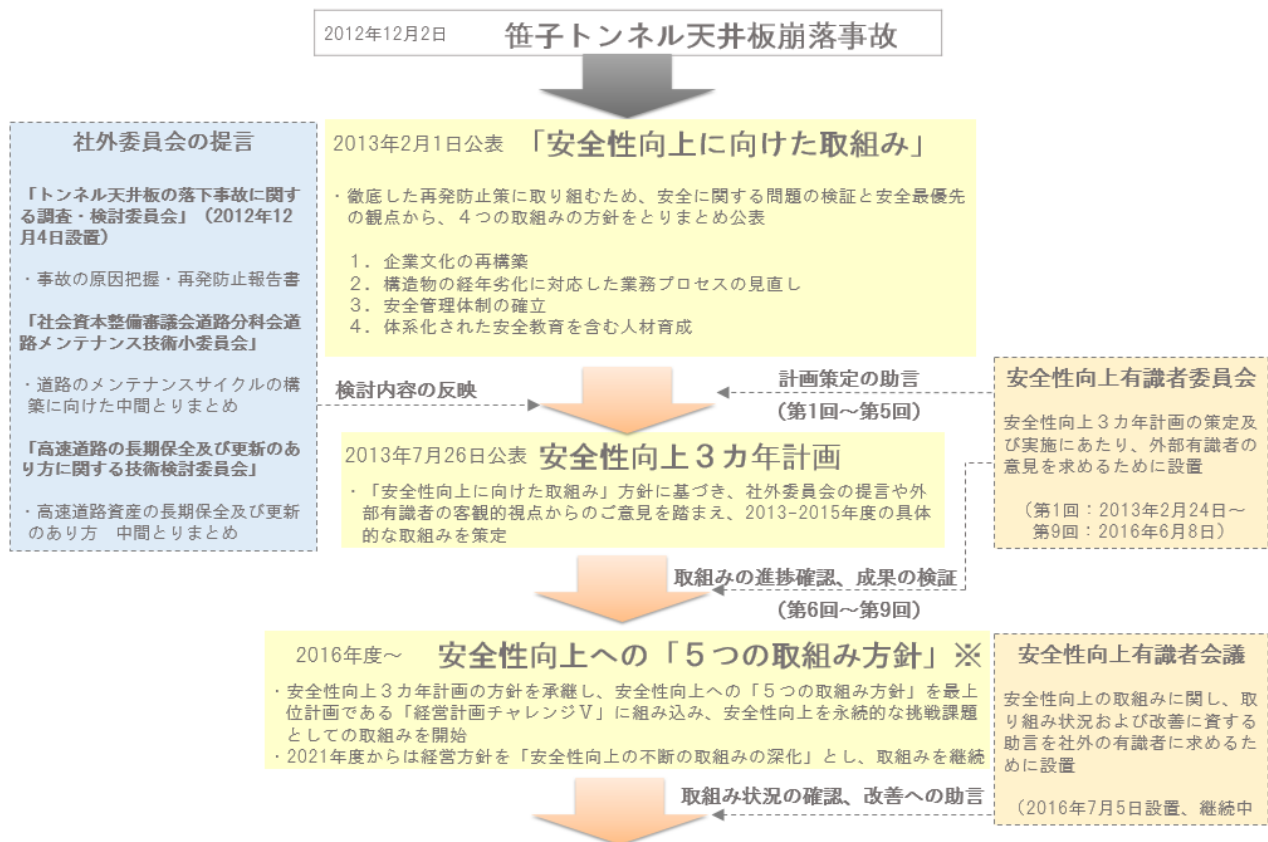 2012年12月2日 笹子トンネル天井板崩落事故
社外委員会の提言
「トンネル天井板の落下事故に関す
る調査・検討委員会」（2012年12
月4日設置）
・事故の原因把握・再発防止報告書
「社会資本整備審議会道路分科会道
路メンテナンス技術小委員会」
・道路のメンテナンスサイクルの構
築に向けた中間とりまとめ
「高速道路の長期保全及び更新のあ
り方に関する技術検討委員会」
・高速道路資産の長期保全及び更新
のあり方　中間とりまとめ
2013年2月1日公表 「安全性向上に向けた取組み」
・徹底した再発防止策に取り組むため、安全に関する問題の検証と安全最優先
の観点から、４つの取組みの方針をとりまとめ公表
１．企業文化の再構築
２．構造物の経年劣化に対応した業務プロセスの見直し
３．安全管理体制の確立
４．体系化された安全教育を含む人材育成
検討内容の反映
計画策定の助言
（第1回～第5回）
安全性向上有識者委員会
安全性向上３カ年計画の策定及
び実施にあたり、外部有識者の
意見を求めるために設置
（第1回：2013年2月24日～
第9回：2016年6月8日）
2013年7月26日公表 安全性向上３カ年計画
・「安全性向上に向けた取組み」方針に基づき、社外委員会の提言や外
部有識者の客観的視点からのご意見を踏まえ、2013-2015年度の具体
的な取組みを策定
取組みの進捗確認、成果の検証
（第6回～第9回）
2016年度～ 安全性向上への「５つの取組み方針」※
・安全性向上３カ年計画の方針を承継し、安全性向上への「５つの取組み方針」を最上
位計画である「経営計画チャレンジⅤ」に組み込み、安全性向上を永続的な挑戦課題
としての取組みを開始
・2021年度からは経営方針を「安全性向上の不断の取組みの深化」とし、取組みを継続
安全性向上有識者会議
安全性向上の取組みに関し、取
り組み状況および改善に資する
助言を社外の有識者に求めるた
めに設置
（2016年7月5日設置、継続中
取組み状況の確認、改善への助言